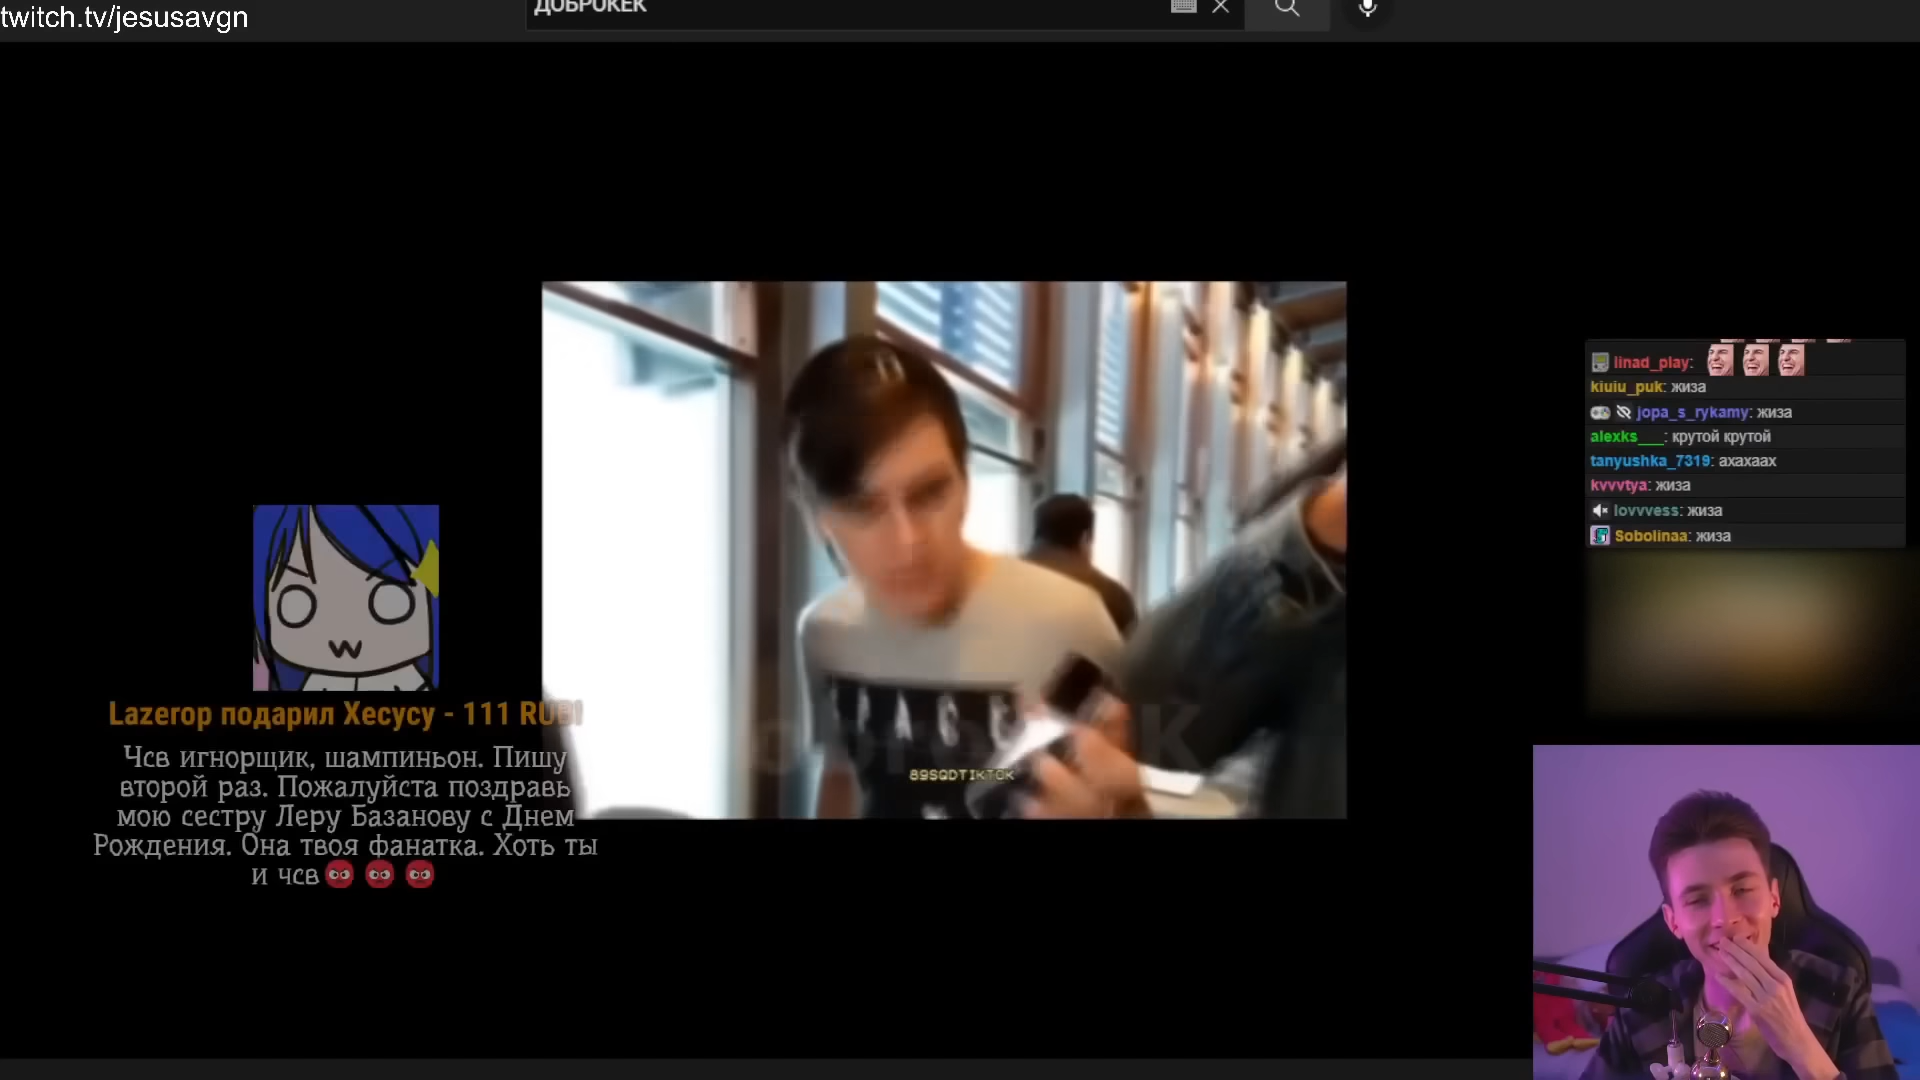 twitch.tv/jesusavgn
ДОБРОКЕК
linad_play:
kiuiu_puk: жиза
jopa_s_rykamy: жиза
alexks___: крутой крутой
tanyushka_7319: ахахаах
kvvvtya: жиза
lovvvess: жиза
Sobolinaa: жиза
89SQDTIKTOK
Lazerop подарил Хесусу - 111 RUB!
Чсв игнорщик, шампиньон. Пишу
второй раз. Пожалуйста поздравь
мою сестру Леру Базанову с Днем
Рождения. Она твоя фанатка. Хоть ты
и чсв